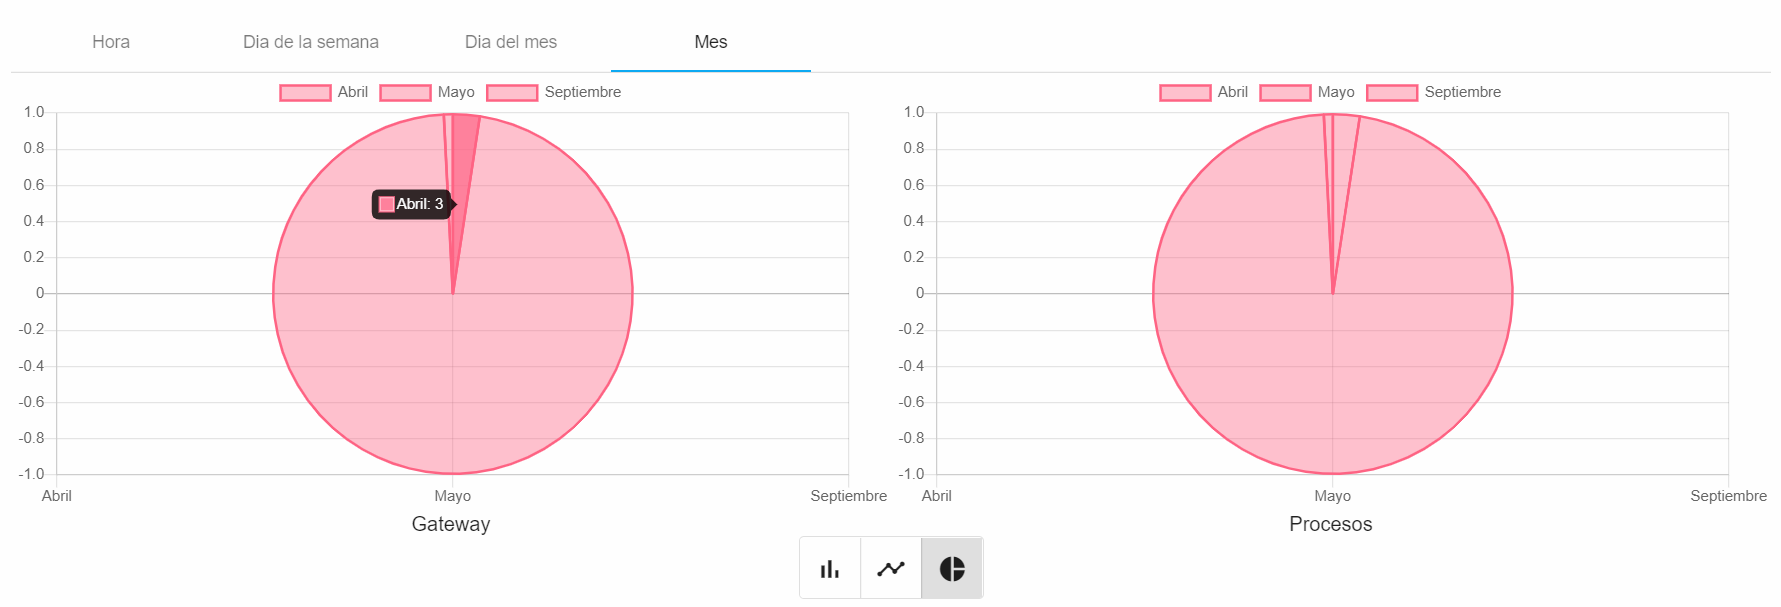 Hora Dia de la semana Dia del mes Mes
Abril Mayo Septiembre
1.0
0.8
0.6
0.4
0.2
0
-0.2
-0.4
-0.6
-0.8
-1.0
Abril: 3
Abril Mayo Septiembre
Gateway
Abril Mayo Septiembre
1.0
0.8
0.6
0.4
0.2
0
-0.2
-0.4
-0.6
-0.8
-1.0
Abril Mayo Septiembre
Procesos